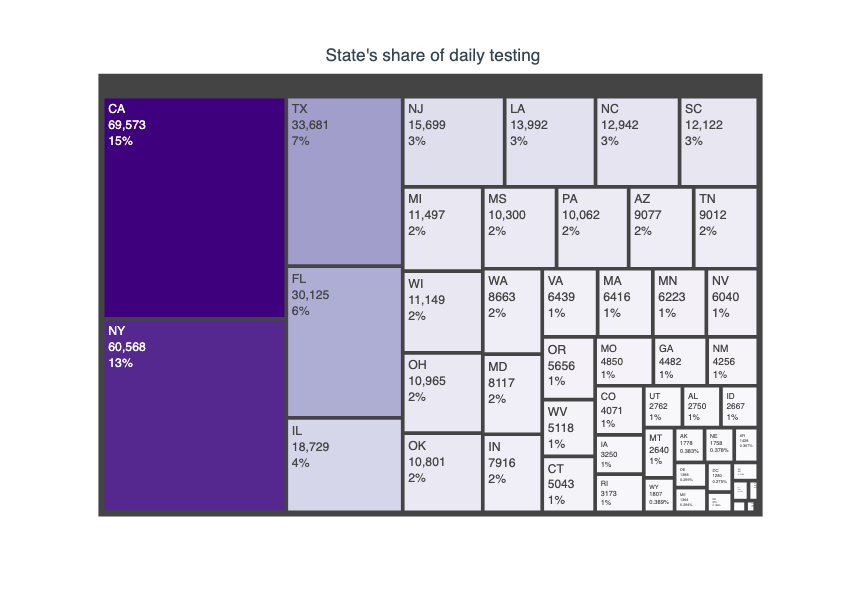 State's share of daily testing
CA
69,573
15%
NY
60,568
13%
TX
33,681
7%
FL
30,125
6%
IL
18,729
4%
NJ
15,699
3%
LA
13,992
3%
NC
12,942
3%
SC
12,122
3%
MI
11,497
2%
MS
10,300
2%
PA
10,062
2%
AZ
9077
2%
TN
9012
2%
WI
11,149
2%
OH
10,965
2%
OK
10,801
2%
WA
8663
2%
MD
8117
2%
IN
7916
2%
VA
6439
1%
MA
6416
1%
MN
6223
1%
NV
6040
1%
OR
5656
1%
WV
5118
1%
CT
5043
1%
MO
4850
1%
GA
4482
1%
NM
4256
1%
CO
4071
1%
IA
3250
1%
RI
3173
1%
UT
2762
1%
AL
2750
1%
ID
2667
1%
MT
2640
1%
WY
1807
0.389%
AK
1778
0.383%
NE
1758
0.378%
DC
0.275%